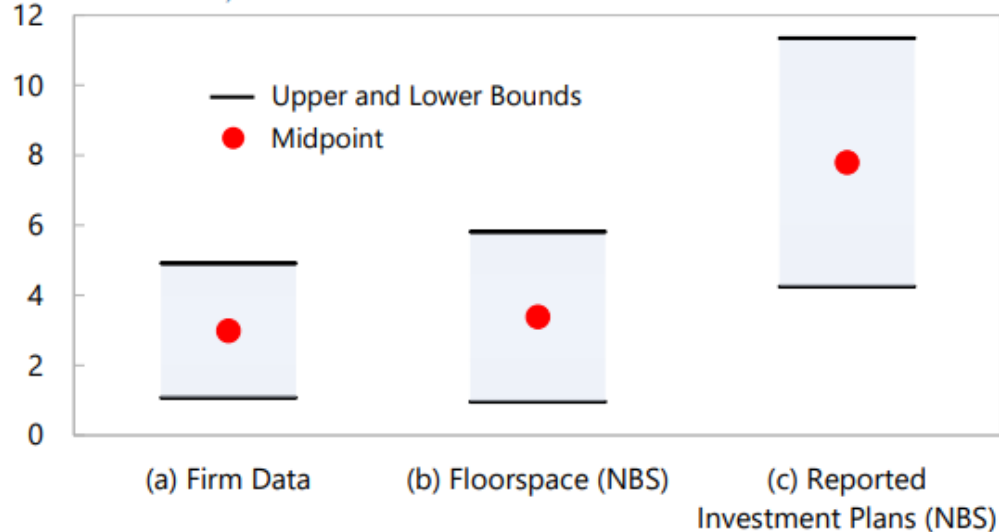 12
10
8
6
4
2
0
Upper and Lower Bounds
Midpoint
(a) Firm Data
(b) Floorspace (NBS)
(c) Reported
Investment Plans (NBS)